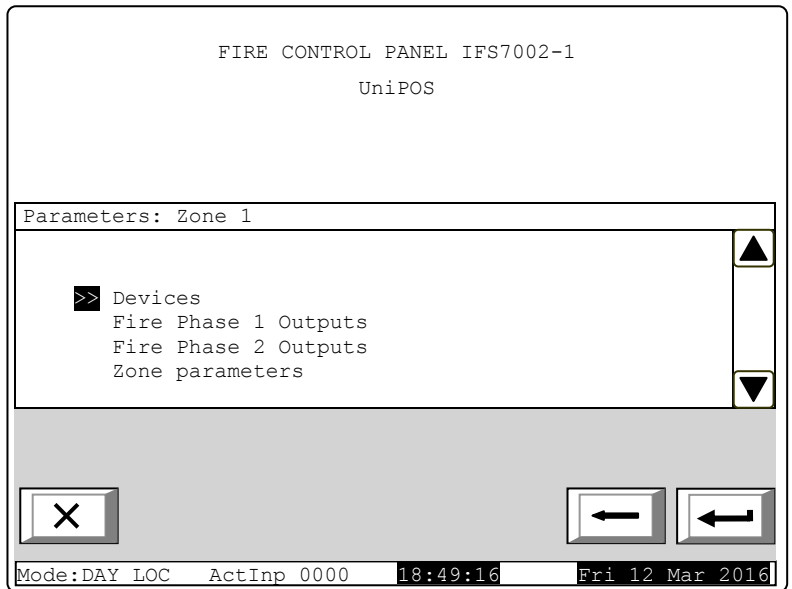 FIRE CONTROL PANEL IFS7002-1
UniPOS
Parameters: Zone 1
>> Devices
Fire Phase 1 Outputs
Fire Phase 2 Outputs
Zone parameters
Mode:DAY LOC ActInp 0000 18:49:16 Fri 12 Mar 2016